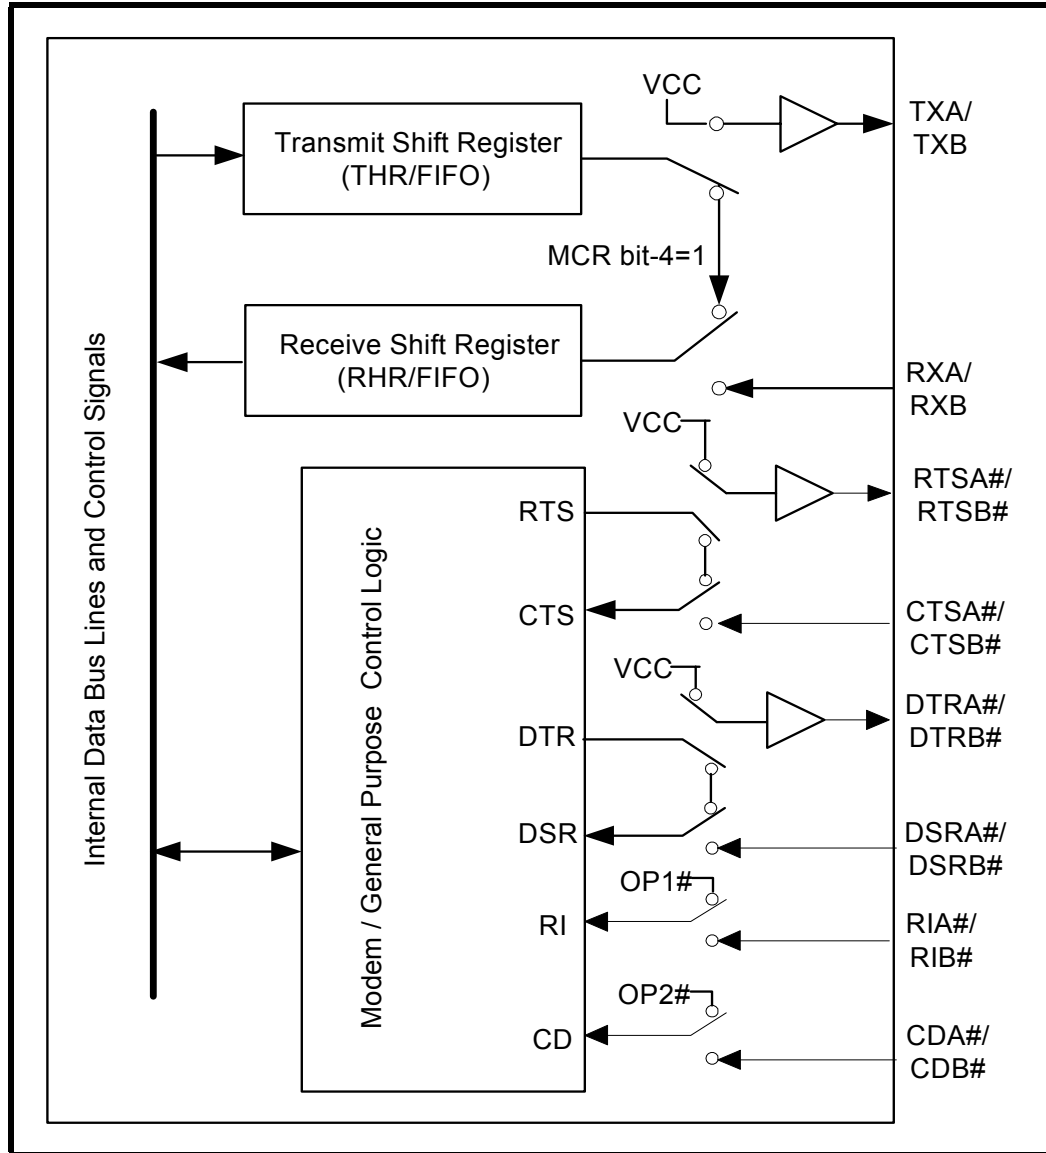 VCC
TXA/
TXB
Transmit Shift Register
(THR/FIFO)
MCR bit-4=1
Receive Shift Register
(RHR/FIFO)
RXA/
RXB
Internal Data Bus Lines and Control Signals
VCC
RTSA#/
RTSB#
Modem / General Purpose Control Logic
RTS
CTS
CTSA#/
CTSB#
VCC
DTRA#/
DTRB#
DTR
DSR
DSRA#/
DSRB#
OP1#
RI
RIA#/
RIB#
OP2#
CD
CDA#/
CDB#